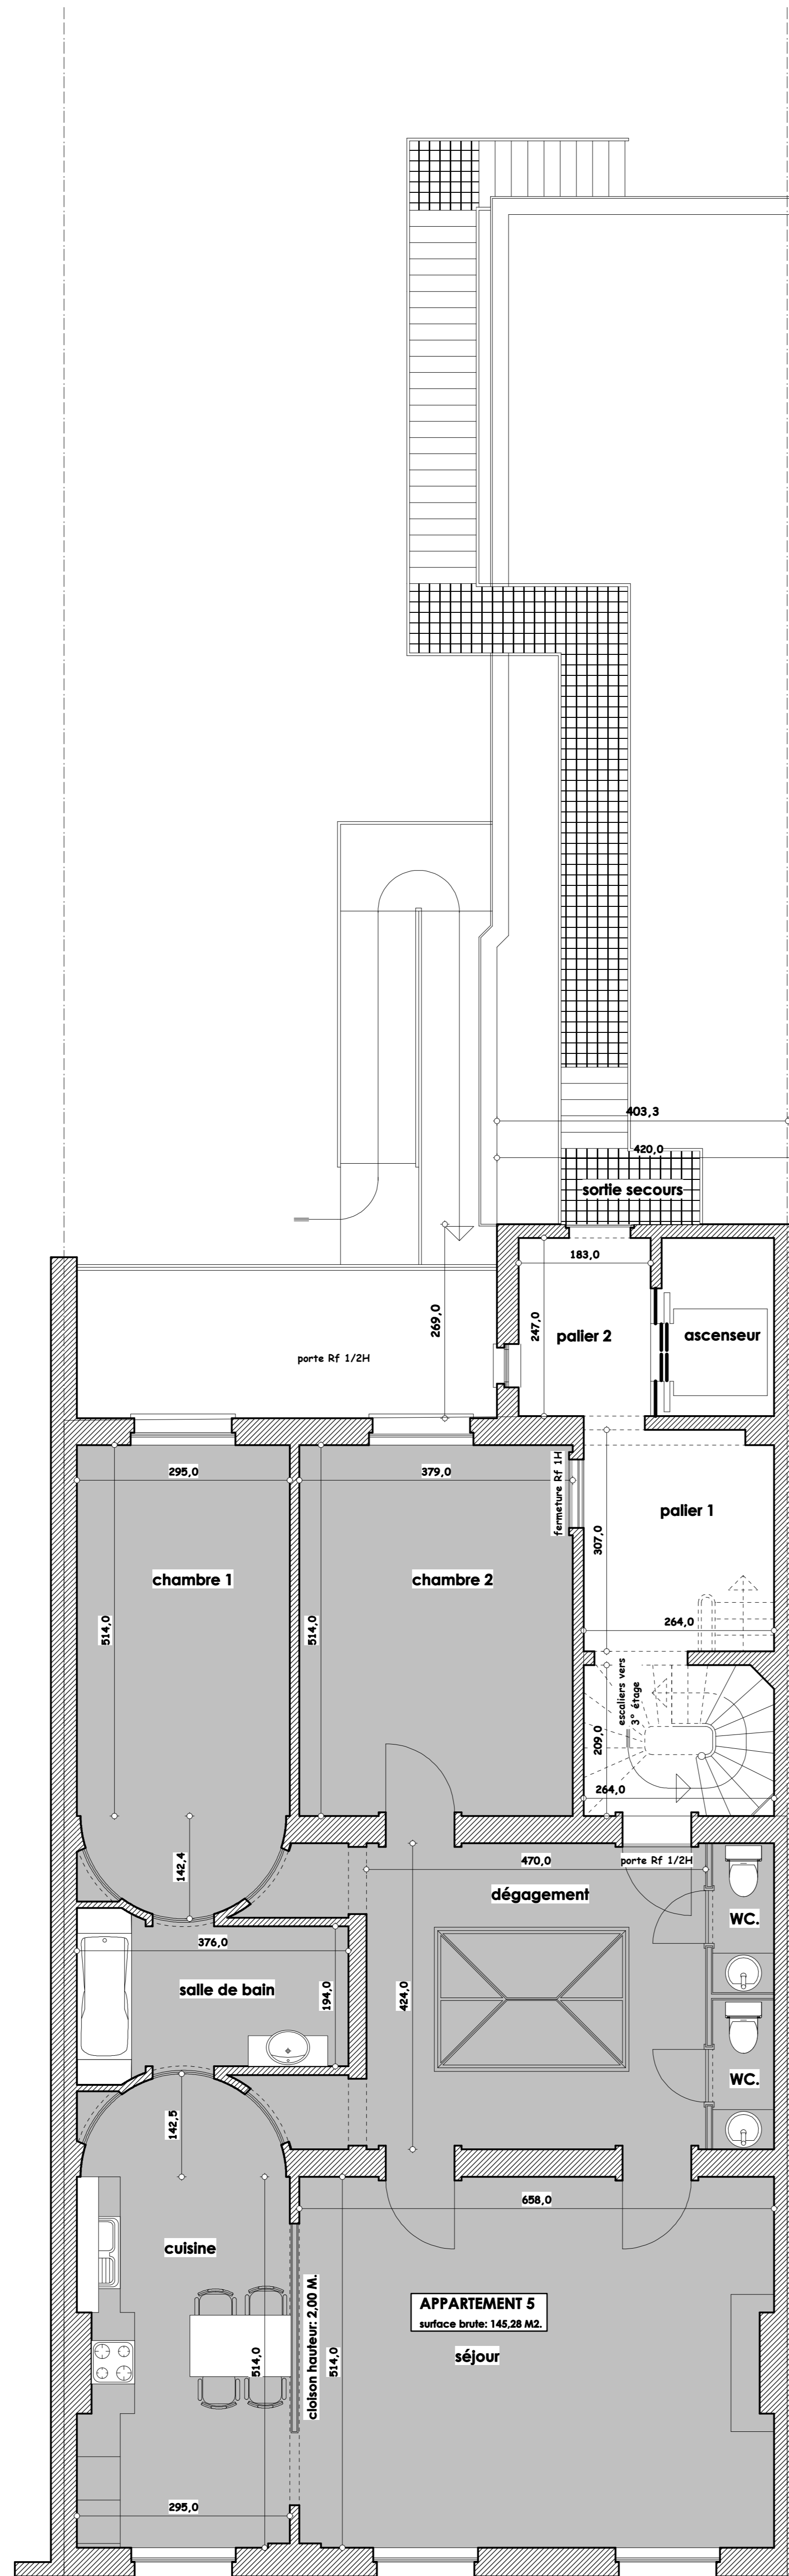 403,3
420,0
sortie secours
183,0
269,0
247,0
palier 2
ascenseur
porte Rf 1/2H
295,0
379,0
fermeture Rf 1H
palier 1
307,0
chambre 1
chambre 2
514,0
514,0
264,0
escaliers vers
3° étage
209,0
264,0
142,4
470,0
porte Rf 1/2H
dégagement
WC.
376,0
salle de bain
194,0
424,0
WC.
142,5
658,0
cuisine
cloison hauteur: 2,00 M.
APPARTEMENT 5
surface brute: 145,28 M2.
séjour
514,0
514,0
295,0